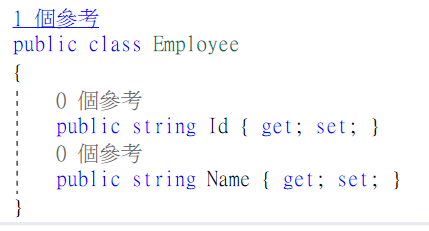 1 個參考
public class Employee
{
0 個參考
public string Id { get; set; }
0 個參考
public string Name { get; set; }
}